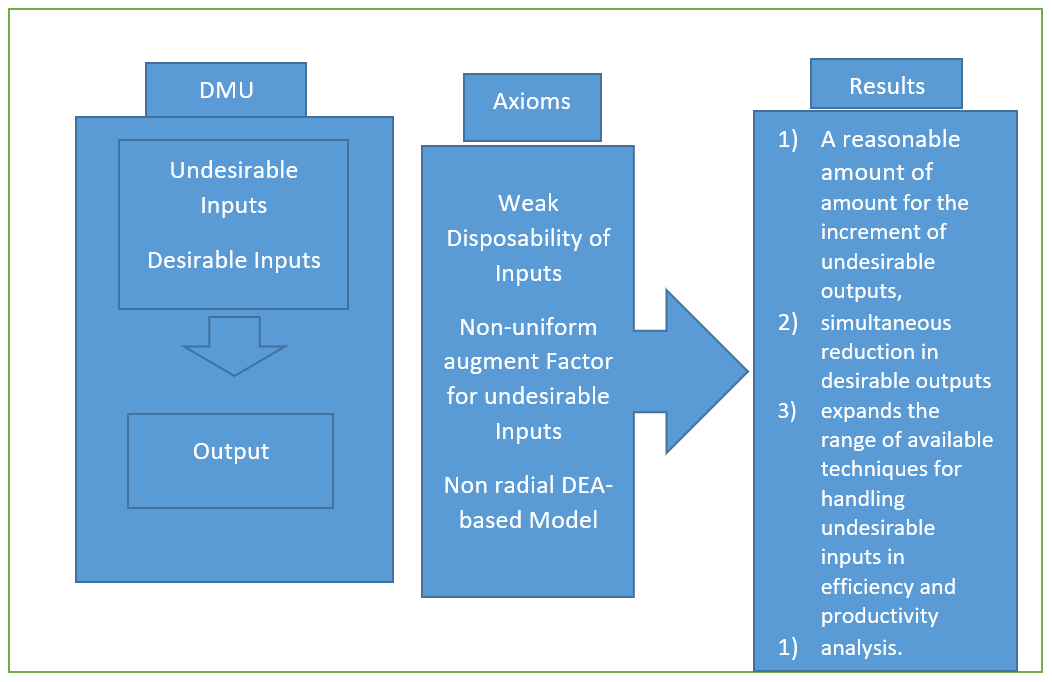 DMU
Undesirable
Inputs
Desirable Inputs
Output
Axioms
Weak
Disposability of
Inputs
Non-uniform
augment Factor
for undesirable
Inputs
Non radial DEA-
based Model
Results
1) A reasonable
amount of
amount for the
increment of
undesirable
outputs,
2) simultaneous
reduction in
desirable outputs
3) expands the
range of available
techniques for
handling
undesirable
inputs in
efficiency and
productivity
1) analysis.